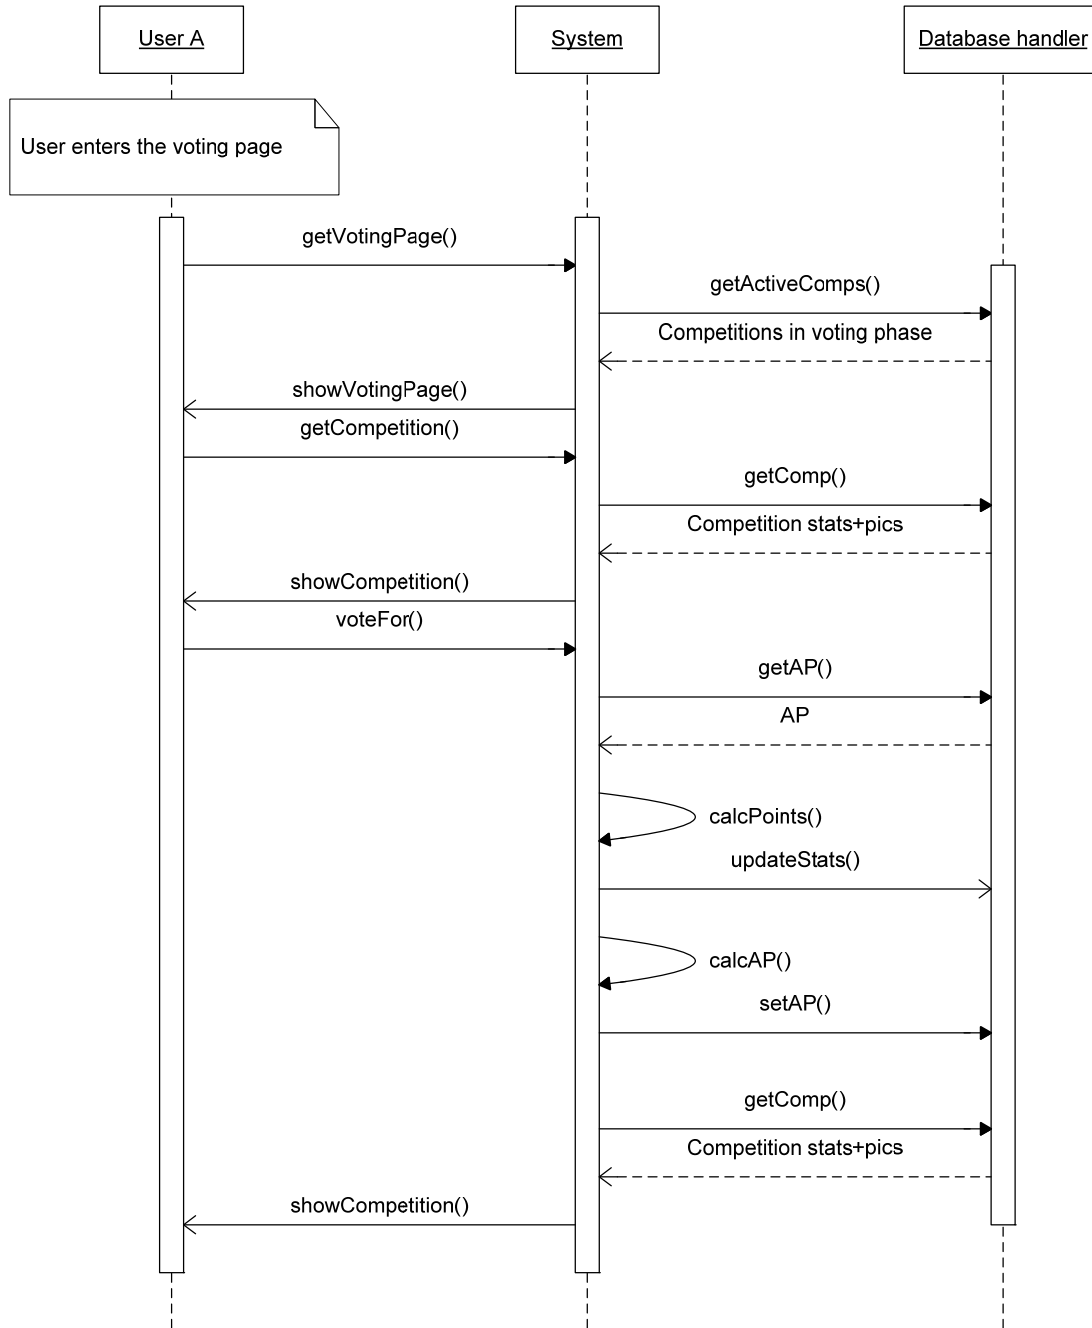 User A
System
Database handler
User enters the voting page
getVotingPage()
getActiveComps()
Competitions in voting phase
showVotingPage()
getCompetition()
getComp()
Competition stats+pics
showCompetition()
voteFor()
getAP()
AP
calcPoints()
updateStats()
calcAP()
setAP()
getComp()
Competition stats+pics
showCompetition()